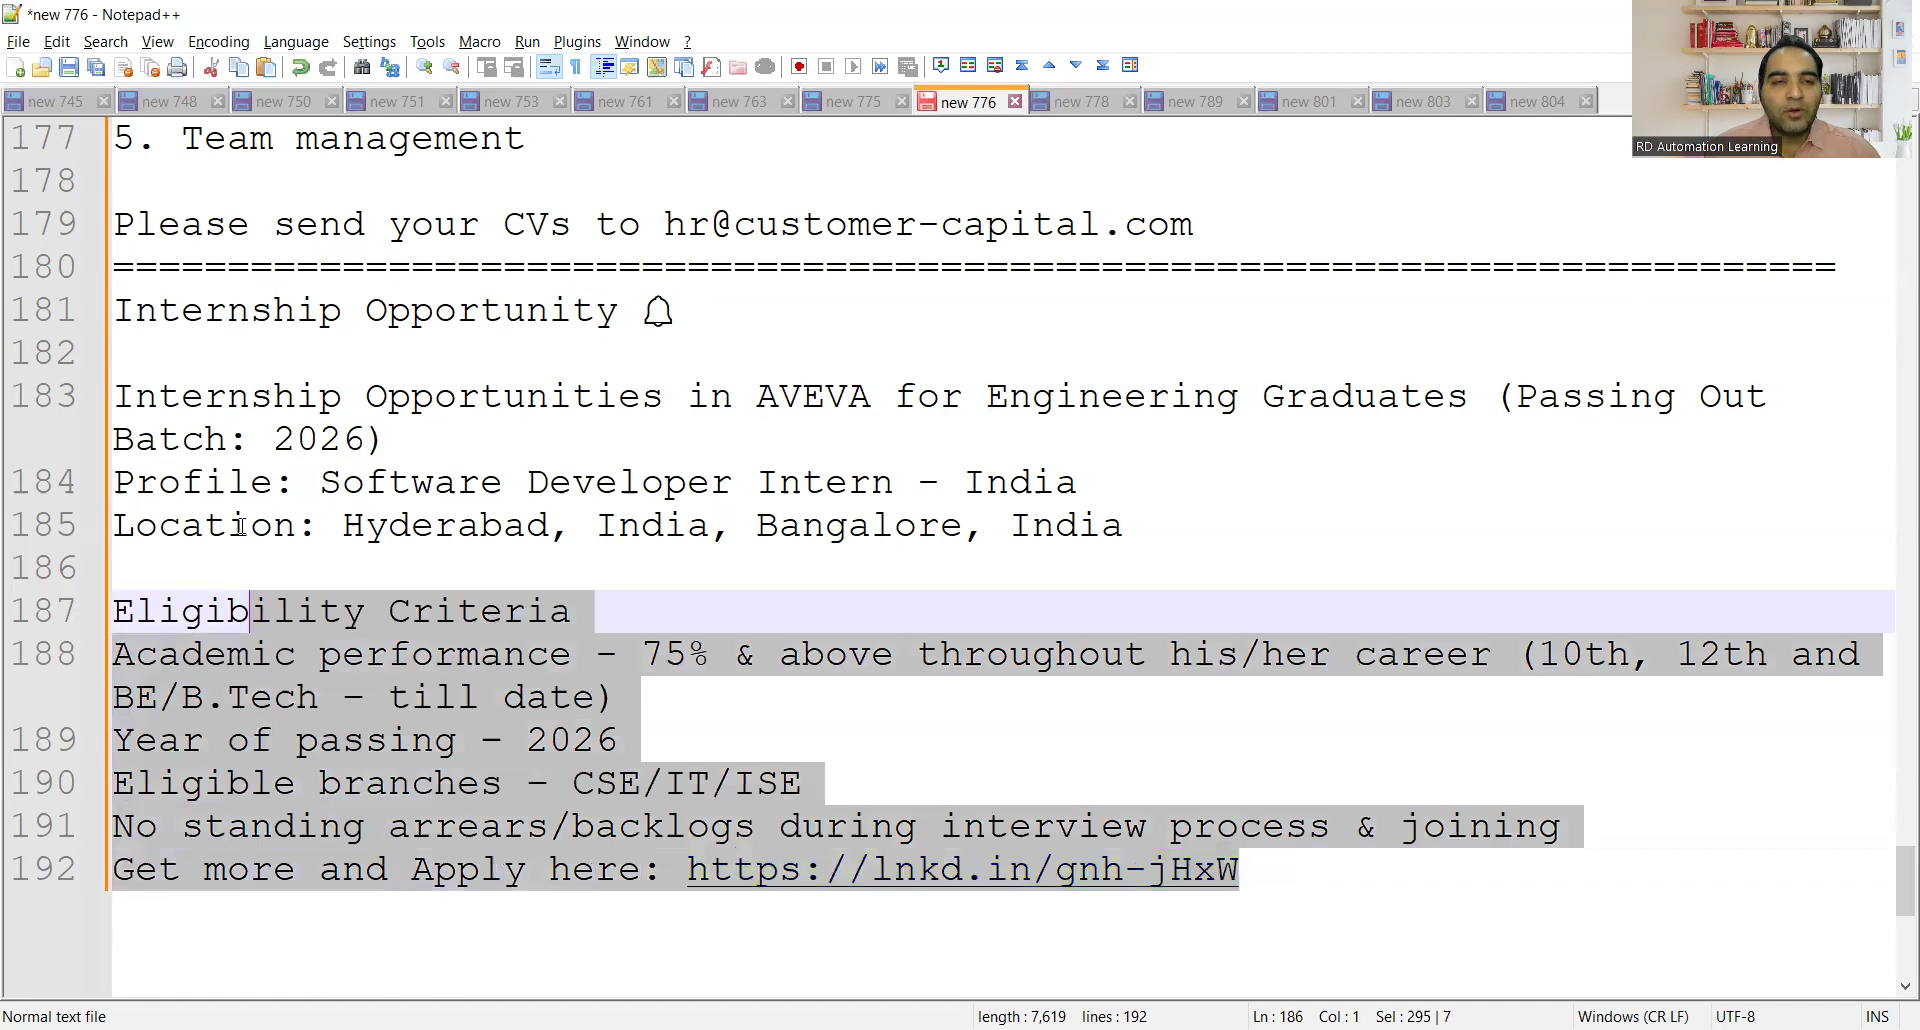 *new 776 - Notepad++
File Edit Search View Encoding Language Settings Tools Macro Run Plugins Window ?
new 745 new 748 new 750 new 751 new 753 new 761 new 763 new 775 new 776 new 778 new 789 new 801 new 803 new 804
RD Automation Learning
177 5. Team management
178
179 Please send your CVs to hr@customer-capital.com
180 ===========================================================================
181 Internship Opportunity 🔔
182
183 Internship Opportunities in AVEVA for Engineering Graduates (Passing Out
Batch: 2026)
184 Profile: Software Developer Intern - India
185 Location: Hyderabad, India, Bangalore, India
186
187 Eligibility Criteria
188 Academic performance – 75% & above throughout his/her career (10th, 12th and
BE/B.Tech – till date)
189 Year of passing – 2026
190 Eligible branches – CSE/IT/ISE
191 No standing arrears/backlogs during interview process & joining
192 Get more and Apply here: https://lnkd.in/gnh-jHxW
Normal text file length : 7,619 lines : 192 Ln : 186 Col : 1 Sel : 295 | 7 Windows (CR LF) UTF-8 INS